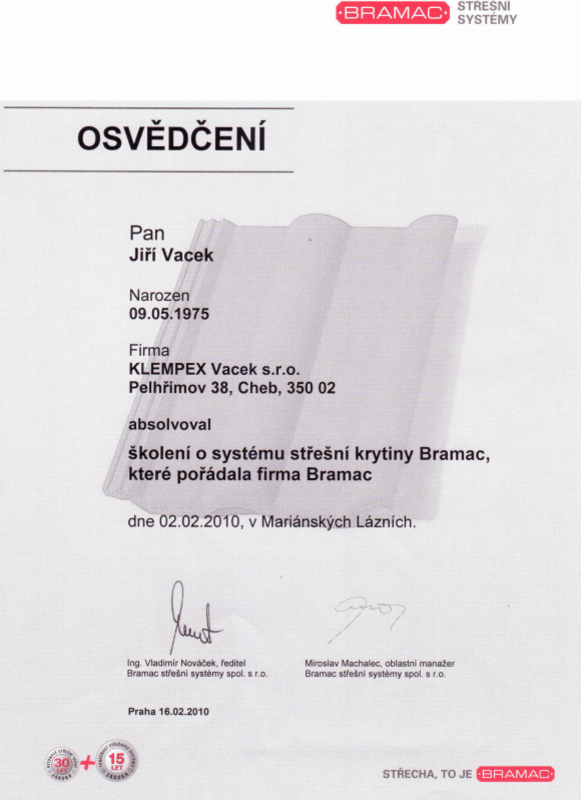 BRAMAC
STŘEŠNÍ
SYSTÉMY
OSVĚDČENÍ
Pan
Jiří Vacek
Narozen
09.05.1975
Firma
KLEMPEX Vacek s.r.o.
Pelhřimov 38, Cheb, 350 02
absolvoval
školení o systému střešní krytiny Bramac,
které pořádala firma Bramac
dne 02.02.2010, v Mariánských Lázních.
Ing. Vladimír Nováček, ředitel
Bramac střešní systémy spol. s r.o.
Miroslav Machalec, oblastní manažer
Bramac střešní systémy spol. s r.o.
Praha 16.02.2010
30
LET
ZÁRUKA
+
15
LET
ZÁRUKA
STŘECHA, TO JE BRAMAC